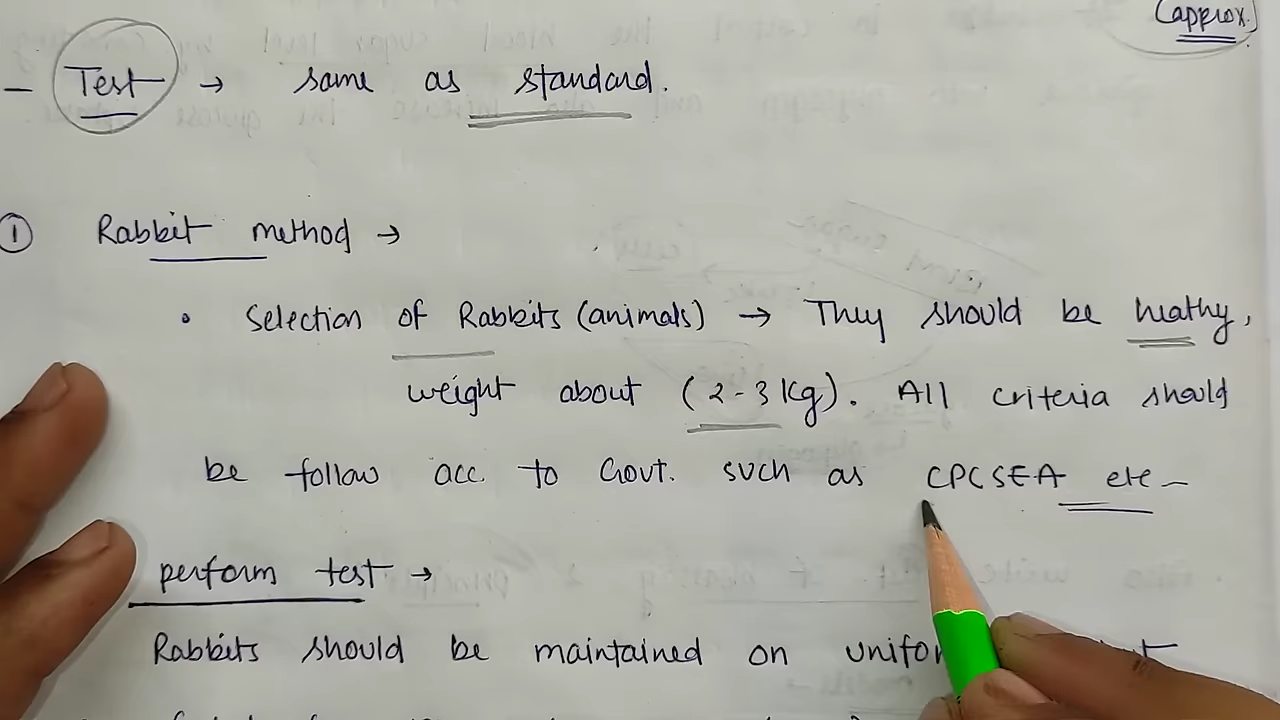 (approx.)
- Test → same as standard.
① Rabbit method →
• Selection of Rabbits (animals) → They should be heathy,
weight about (2-3 Kg). All criteria should
be follow acc. to Govt. such as CPCSEA etc -
perform test →
Rabbits should be maintained on